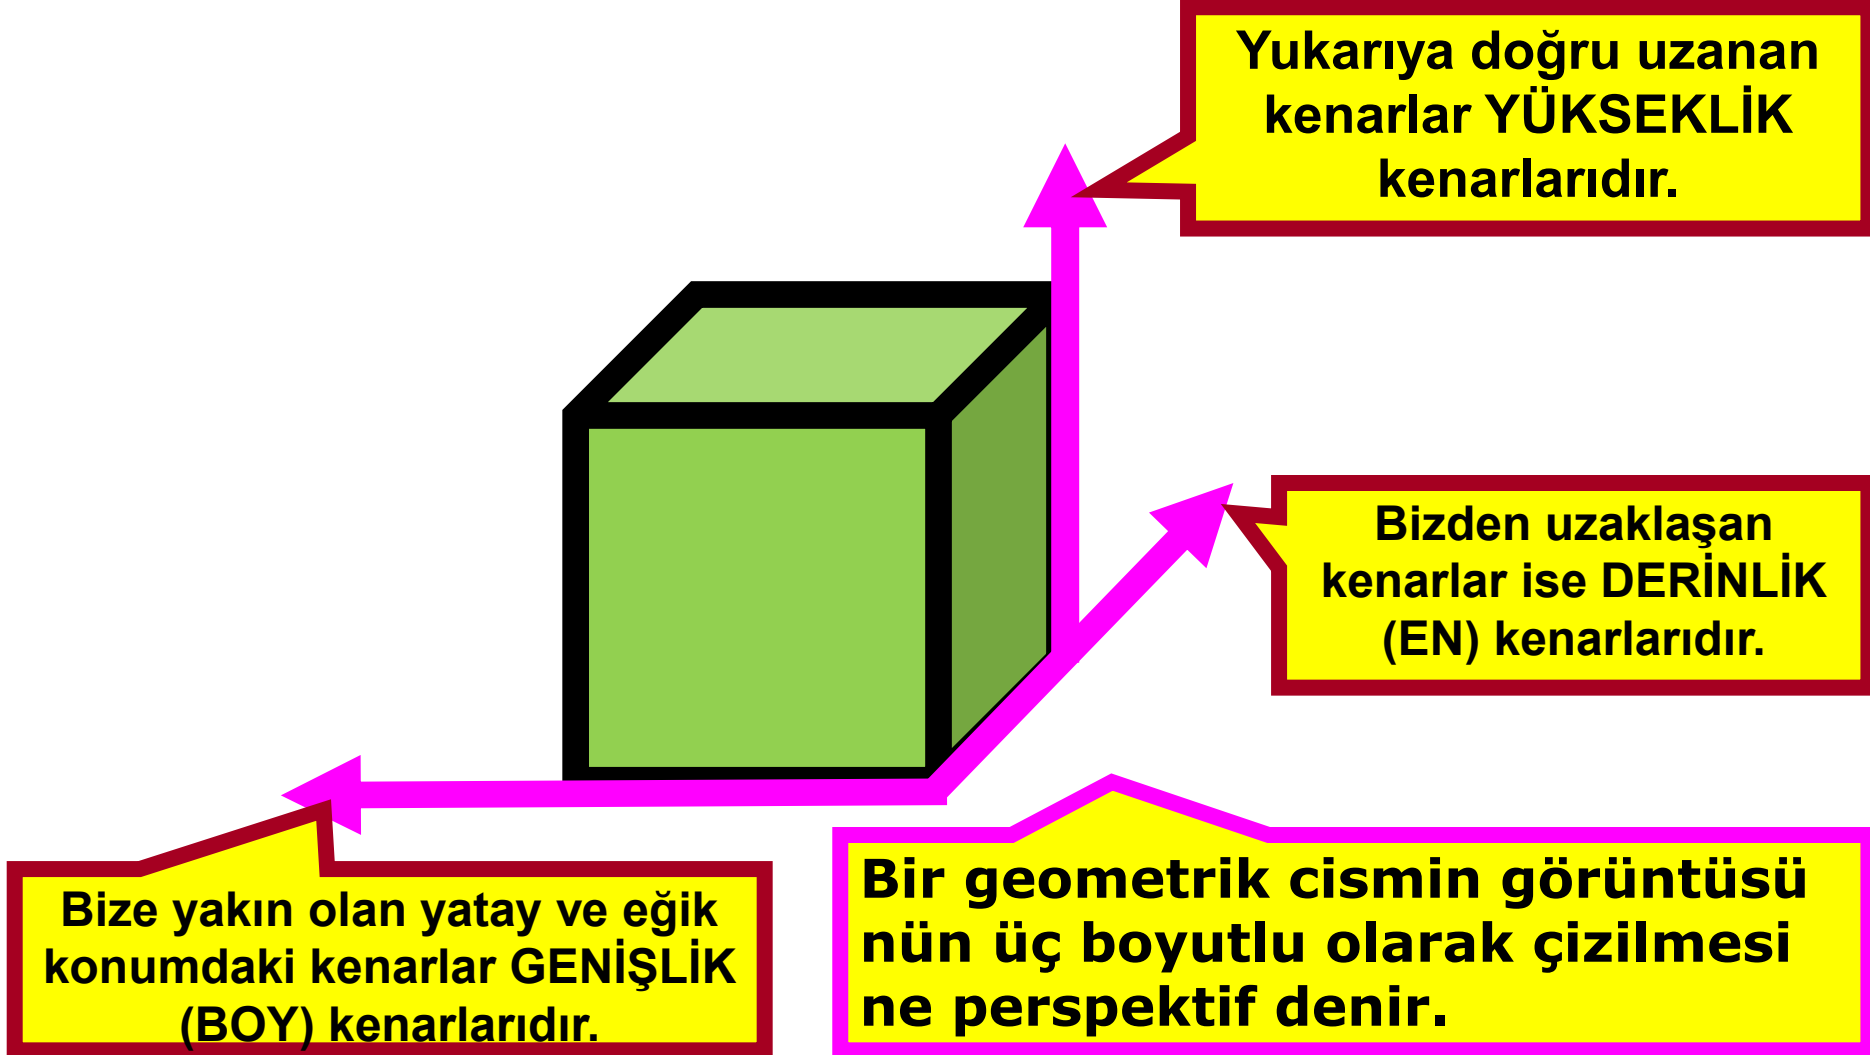 Yukarıya doğru uzanan
kenarlar YÜKSEKLİK
kenarlarıdır.
Bizden uzaklaşan
kenarlar ise DERİNLİK
(EN) kenarlarıdır.
Bize yakın olan yatay ve eğik
konumdaki kenarlar GENİŞLİK
(BOY) kenarlarıdır.
Bir geometrik cismin görüntüsü
nün üç boyutlu olarak çizilmesi
ne perspektif denir.